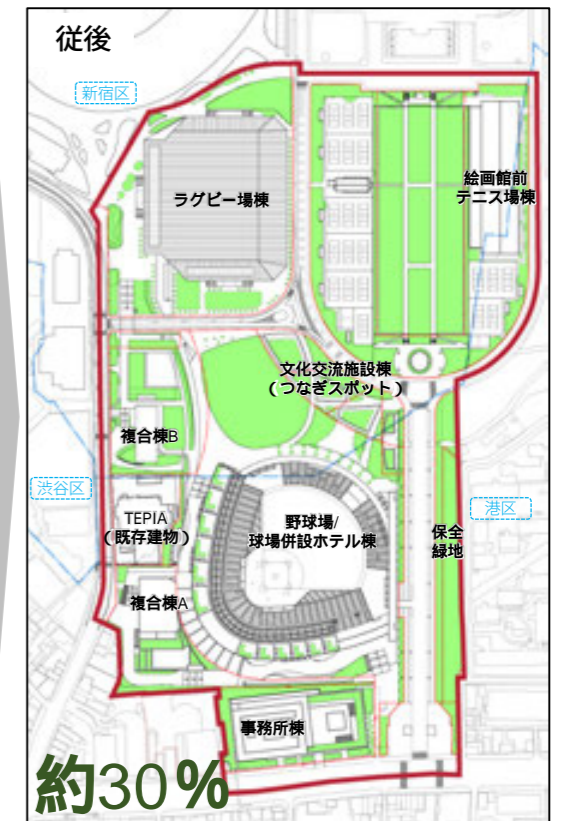 従後
新宿区
ラグビー場棟
絵画館前
テニス場棟
文化交流施設棟
(つなぎスポット)
複合棟B
渋谷区
TEPIA
(既存建物)
野球場/
球場併設ホテル棟
保全
緑地
港区
複合棟A
事務所棟
約30%